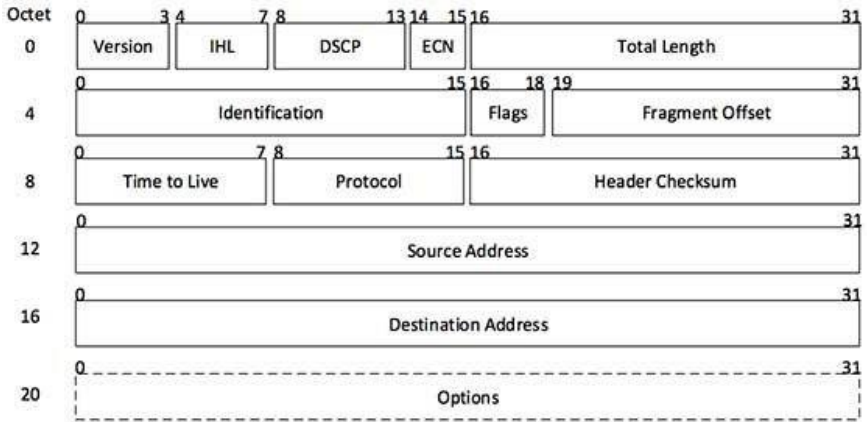 Octet 0 3 4 7 8 13 14 15 16 31
0 Version IHL DSCP ECN Total Length
0 15 16 18 19 31
4 Identification Flags Fragment Offset
0 7 8 15 16 31
8 Time to Live Protocol Header Checksum
0 31
12 Source Address
0 31
16 Destination Address
0 31
20 Options